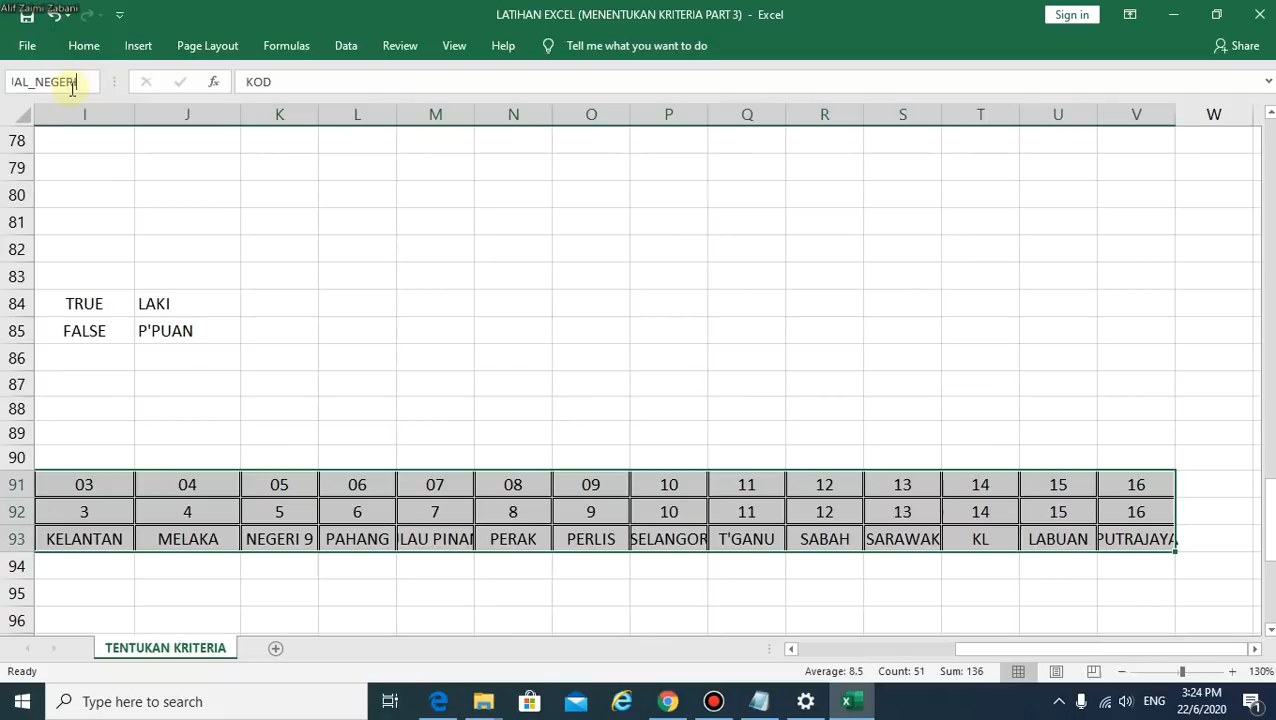 Alif Zaimi Zabani
LATIHAN EXCEL (MENENTUKAN KRITERIA PART 3) - Excel
Sign in
File Home Insert Page Layout Formulas Data Review View Help Tell me what you want to do Share
AL_NEGERI fx KOD
I J K L M N O P Q R S T U V W
78
79
80
81
82
83
84 TRUE LAKI
85 FALSE P'PUAN
86
87
88
89
90
91 03 04 05 06 07 08 09 10 11 12 13 14 15 16
92 3 4 5 6 7 8 9 10 11 12 13 14 15 16
93 KELANTAN MELAKA NEGERI 9 PAHANG LAU PINAN PERAK PERLIS SELANGOR T'GANU SABAH SARAWAK KL LABUAN PUTRAJAYA
94
95
96
TENTUKAN KRITERIA
Ready Average: 8.5 Count: 51 Sum: 136 130%
Type here to search ENG 3:24 PM
22/6/2020 1